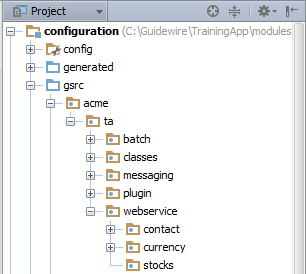 Project
configuration (C:\Guidewire\TrainingApp\modules
config
generated
gsrc
acme
ta
batch
classes
messaging
plugin
webservice
contact
currency
stocks